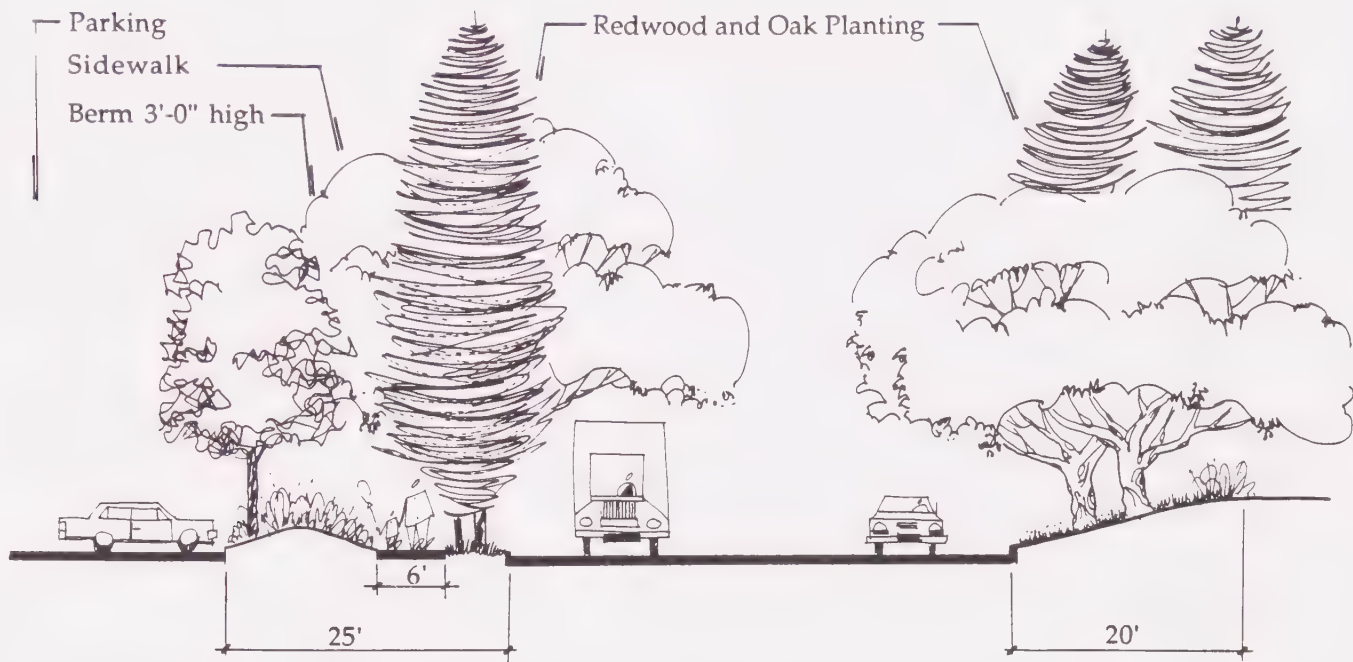 Parking
Sidewalk
Berm 3'-0" high
Redwood and Oak Planting
6'
25'
20'